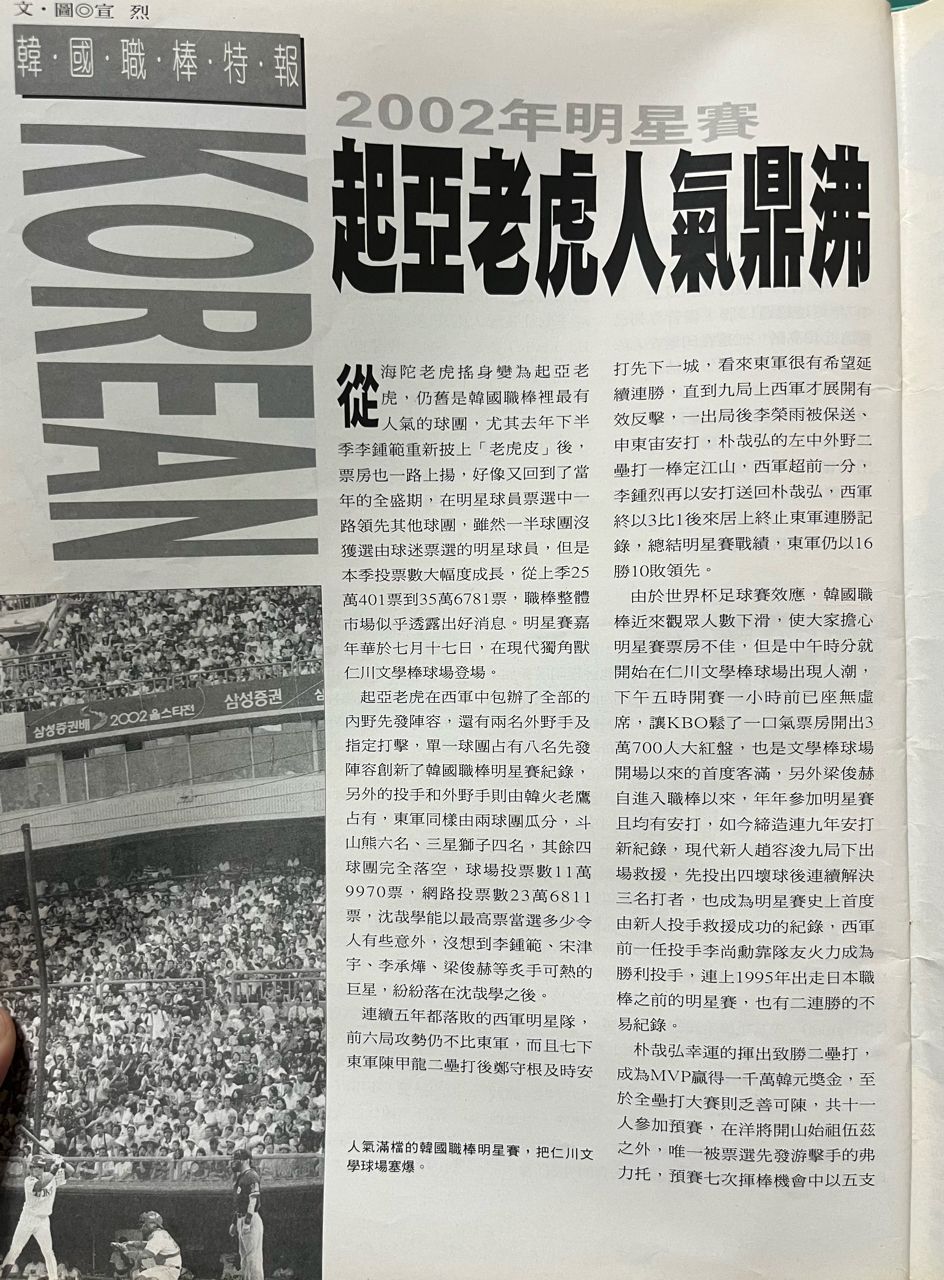 文・圖◎宣 烈
韓・國・職・棒・特・報
KOREAN
2002年明星賽
起亞老虎人氣鼎沸
從海陀老虎搖身變為起亞老
虎，仍舊是韓國職棒裡最有
人氣的球團，尤其去年下半
季李鍾範重新披上「老虎皮」後，
票房也一路上揚，好像又回到了當
年的全盛期，在明星球員票選中一
路領先其他球團，雖然一半球團沒
獲選由球迷票選的明星球員，但是
本季投票數大幅度成長，從上季25
萬401票到35萬6781票，職棒整體
市場似乎透露出好消息。明星賽嘉
年華於七月十七日，在現代獨角獸
仁川文學棒球場登場。
起亞老虎在西軍中包辦了全部的
內野先發陣容，還有兩名外野手及
指定打擊，單一球團占有八名先發
陣容創新了韓國職棒明星賽紀錄，
另外的投手和外野手則由韓火老鷹
占有，東軍同樣由兩球團瓜分，斗
山熊六名、三星獅子四名，其餘四
球團完全落空，球場投票數11萬
9970票，網路投票數23萬6811
票，沈哉學能以最高票當選多少令
人有些意外，沒想到李鍾範、宋津
宇、李承燁、梁俊赫等炙手可熱的
巨星，紛紛落在沈哉學之後。
連續五年都落敗的西軍明星隊，
前六局攻勢仍不比東軍，而且七下
東軍陳甲龍二壘打後鄭守根及時安
打先下一城，看來東軍很有希望延
續連勝，直到九局上西軍才展開有
效反擊，一出局後李榮雨被保送、
申東宙安打，朴哉弘的左中外野二
壘打一棒定江山，西軍超前一分，
李鍾烈再以安打送回朴哉弘，西軍
終以3比1後來居上終止東軍連勝記
錄，總結明星賽戰績，東軍仍以16
勝10敗領先。
由於世界杯足球賽效應，韓國職
棒近來觀眾人數下滑，使大家擔心
明星賽票房不佳，但是中午時分就
開始在仁川文學棒球場出現人潮，
下午五時開賽一小時前已座無虛
席，讓KBO鬆了一口氣票房開出3
萬700人大紅盤，也是文學棒球場
開場以來的首度客滿，另外梁俊赫
自進入職棒以來，年年參加明星賽
且均有安打，如今締造連九年安打
新紀錄，現代新人趙容浚九局下出
場救援，先投出四壞球後連續解決
三名打者，也成為明星賽史上首度
由新人投手救援成功的紀錄，西軍
前一任投手李尚勳靠隊友火力成為
勝利投手，連上1995年出走日本職
棒之前的明星賽，也有二連勝的不
易紀錄。
朴哉弘幸運的揮出致勝二壘打，
成為MVP贏得一千萬韓元獎金，至
於全壘打大賽則乏善可陳，共十一
人參加預賽，在洋將開山始祖伍茲
之外，唯一被票選先發游擊手的弗
力托，預賽七次揮棒機會中以五支
삼성증권배 2002 올스타전 삼성증권
人氣滿檔的韓國職棒明星賽，把仁川文
學球場塞爆。